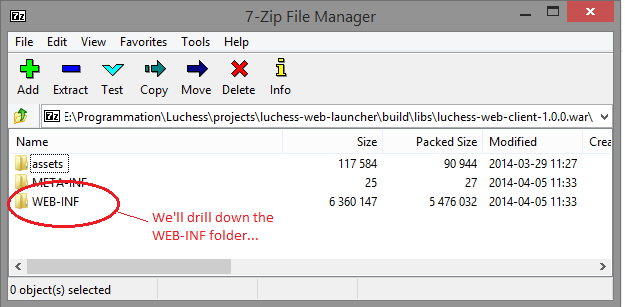 7-Zip File Manager
File Edit View Favorites Tools Help
Add Extract Test Copy Move Delete Info
7z E:\Programmation\Luchess\projects\luchess-web-launcher\build\libs\luchess-web-client-1.0.0.war\
Name Size Packed Size Modified Crea
assets 117 584 90 944 2014-03-29 11:27
META-INF 25 27 2014-04-05 11:33
WEB-INF 6 360 147 5 476 032 2014-04-05 11:33
We'll drill down the
WEB-INF folder...
0 object(s) selected